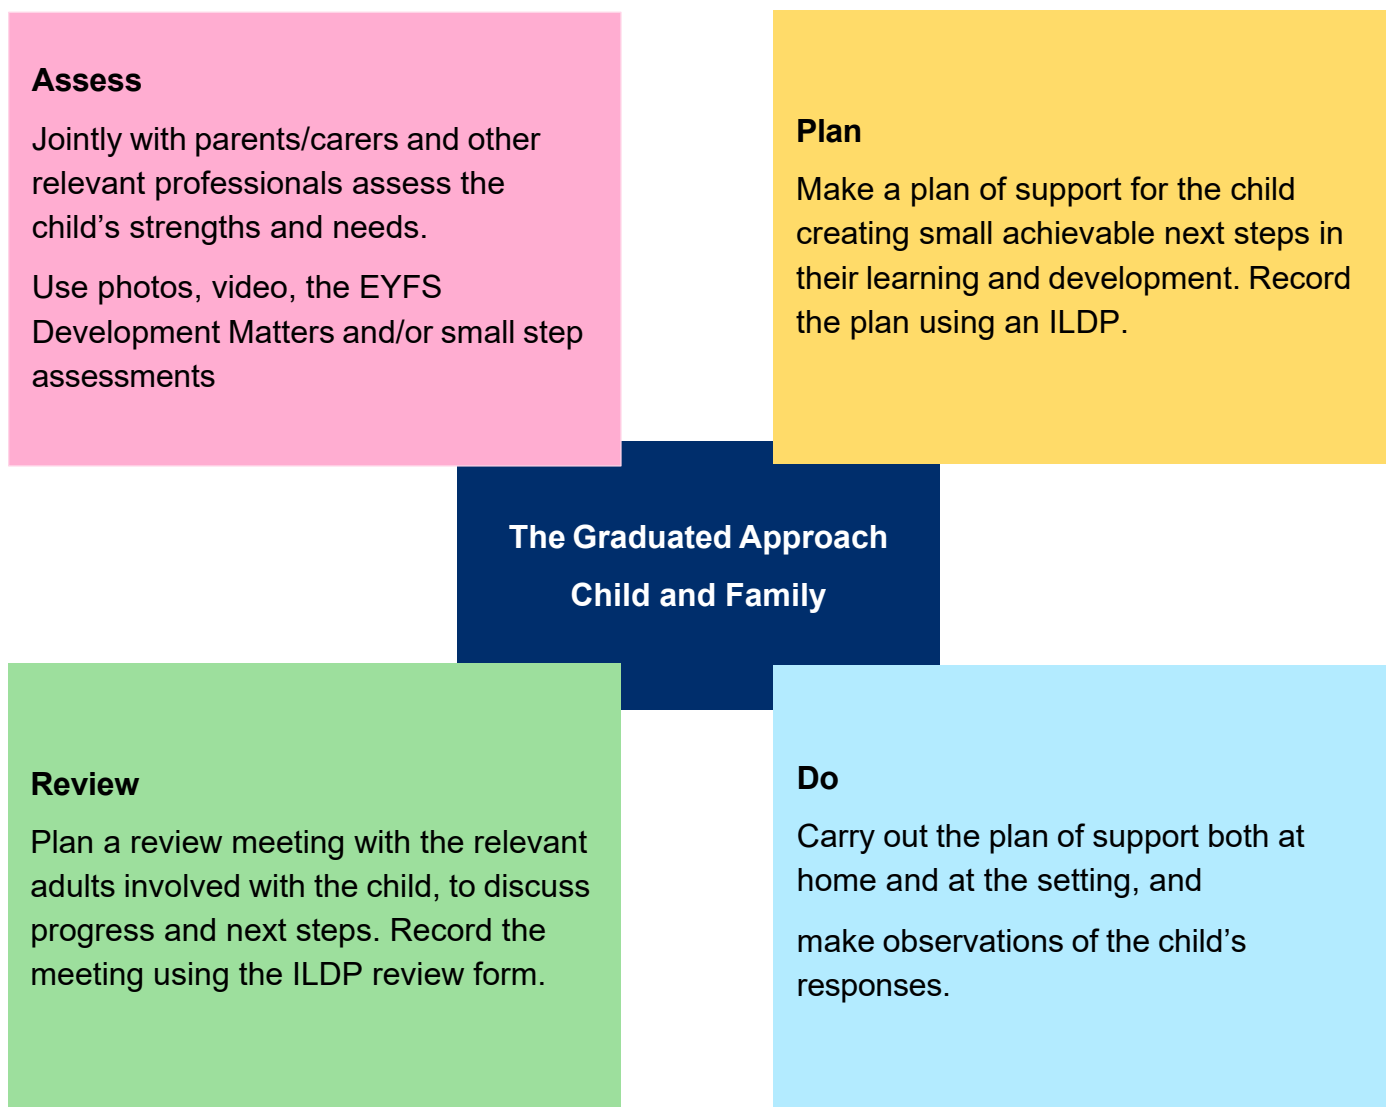 Assess
Jointly with parents/carers and other
relevant professionals assess the
child’s strengths and needs.
Use photos, video, the EYFS
Development Matters and/or small step
assessments
Plan
Make a plan of support for the child
creating small achievable next steps in
their learning and development. Record
the plan using an ILDP.
The Graduated Approach
Child and Family
Review
Plan a review meeting with the relevant
adults involved with the child, to discuss
progress and next steps. Record the
meeting using the ILDP review form.
Do
Carry out the plan of support both at
home and at the setting, and
make observations of the child’s
responses.